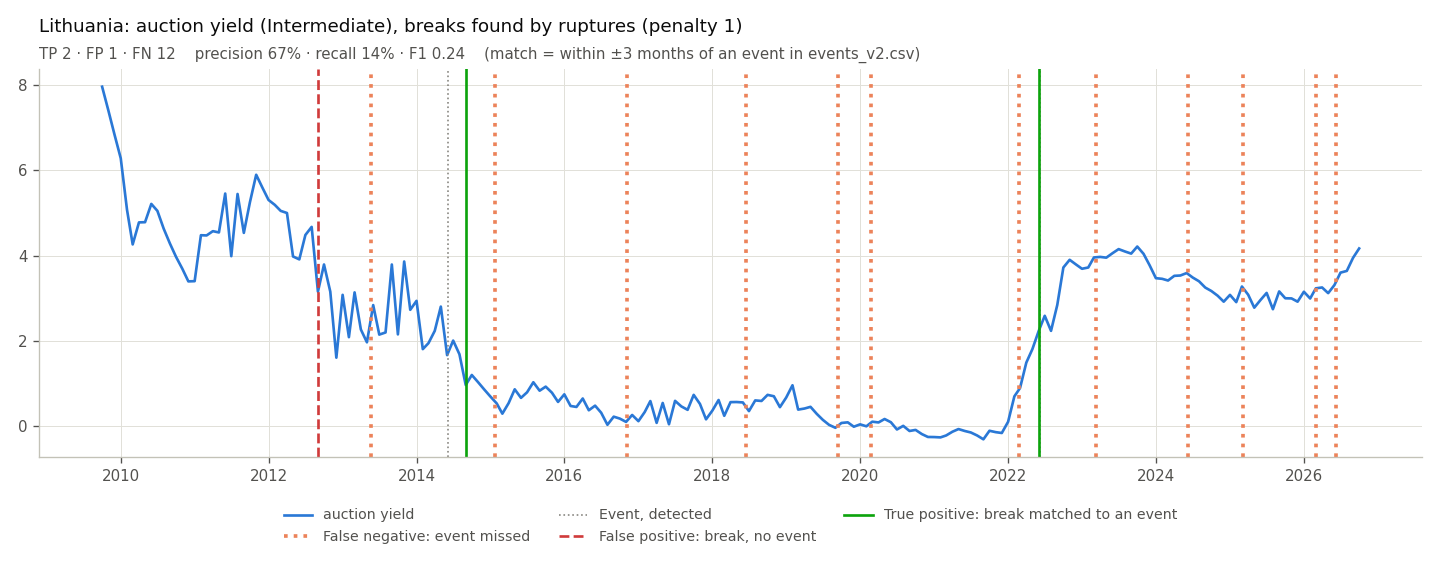 Lithuania: auction yield (Intermediate), breaks found by ruptures (penalty 1)
TP 2 · FP 1 · FN 12    precision 67% · recall 14% · F1 0.24    (match = within ±3 months of an event in events_v2.csv)
8
6
4
2
0
2010 2012 2014 2016 2018 2020 2022 2024 2026
auction yield
False negative: event missed
Event, detected
False positive: break, no event
True positive: break matched to an event